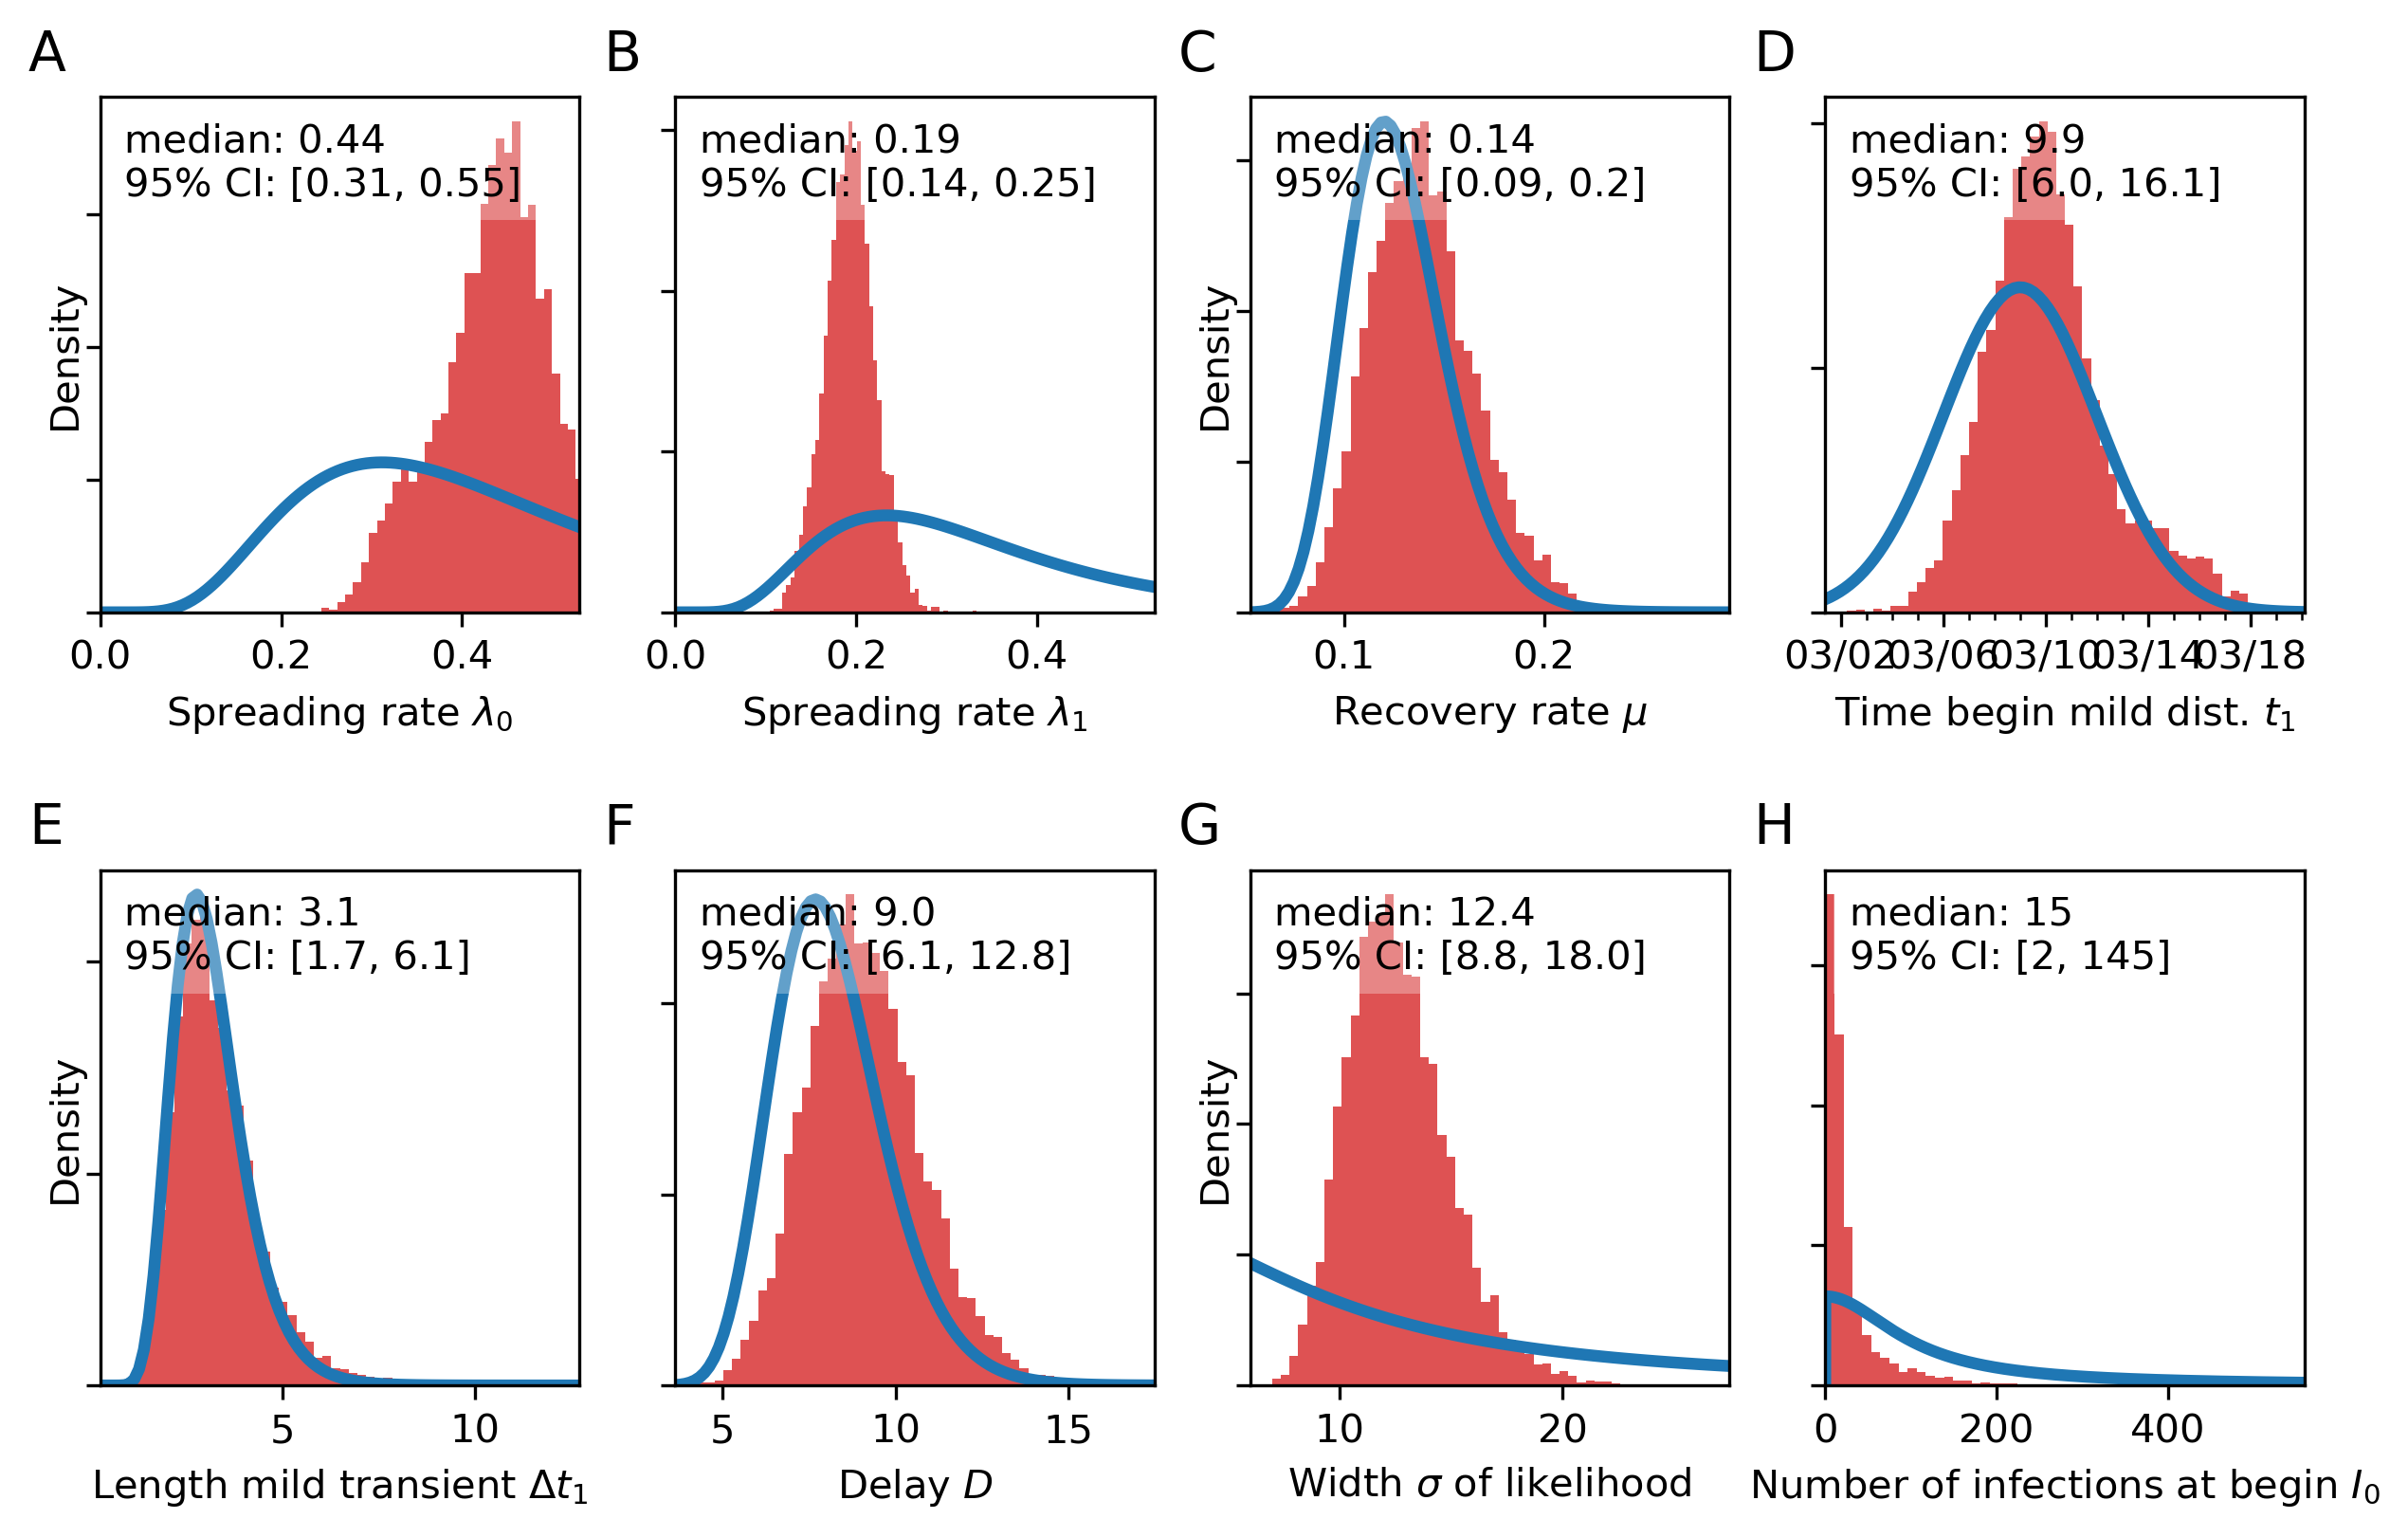 A
median: 0.44
95% CI: [0.31, 0.55]
Density
0.0 0.2 0.4
Spreading rate λ₀
B
median: 0.19
95% CI: [0.14, 0.25]
0.0 0.2 0.4
Spreading rate λ₁
C
median: 0.14
95% CI: [0.09, 0.2]
Density
0.1 0.2
Recovery rate μ
D
median: 9.9
95% CI: [6.0, 16.1]
03/02 03/06 03/10 03/14 03/18
Time begin mild dist. t₁
E
median: 3.1
95% CI: [1.7, 6.1]
Density
5 10
Length mild transient Δt₁
F
median: 9.0
95% CI: [6.1, 12.8]
5 10 15
Delay D
G
median: 12.4
95% CI: [8.8, 18.0]
Density
10 20
Width σ of likelihood
H
median: 15
95% CI: [2, 145]
0 200 400
Number of infections at begin I₀